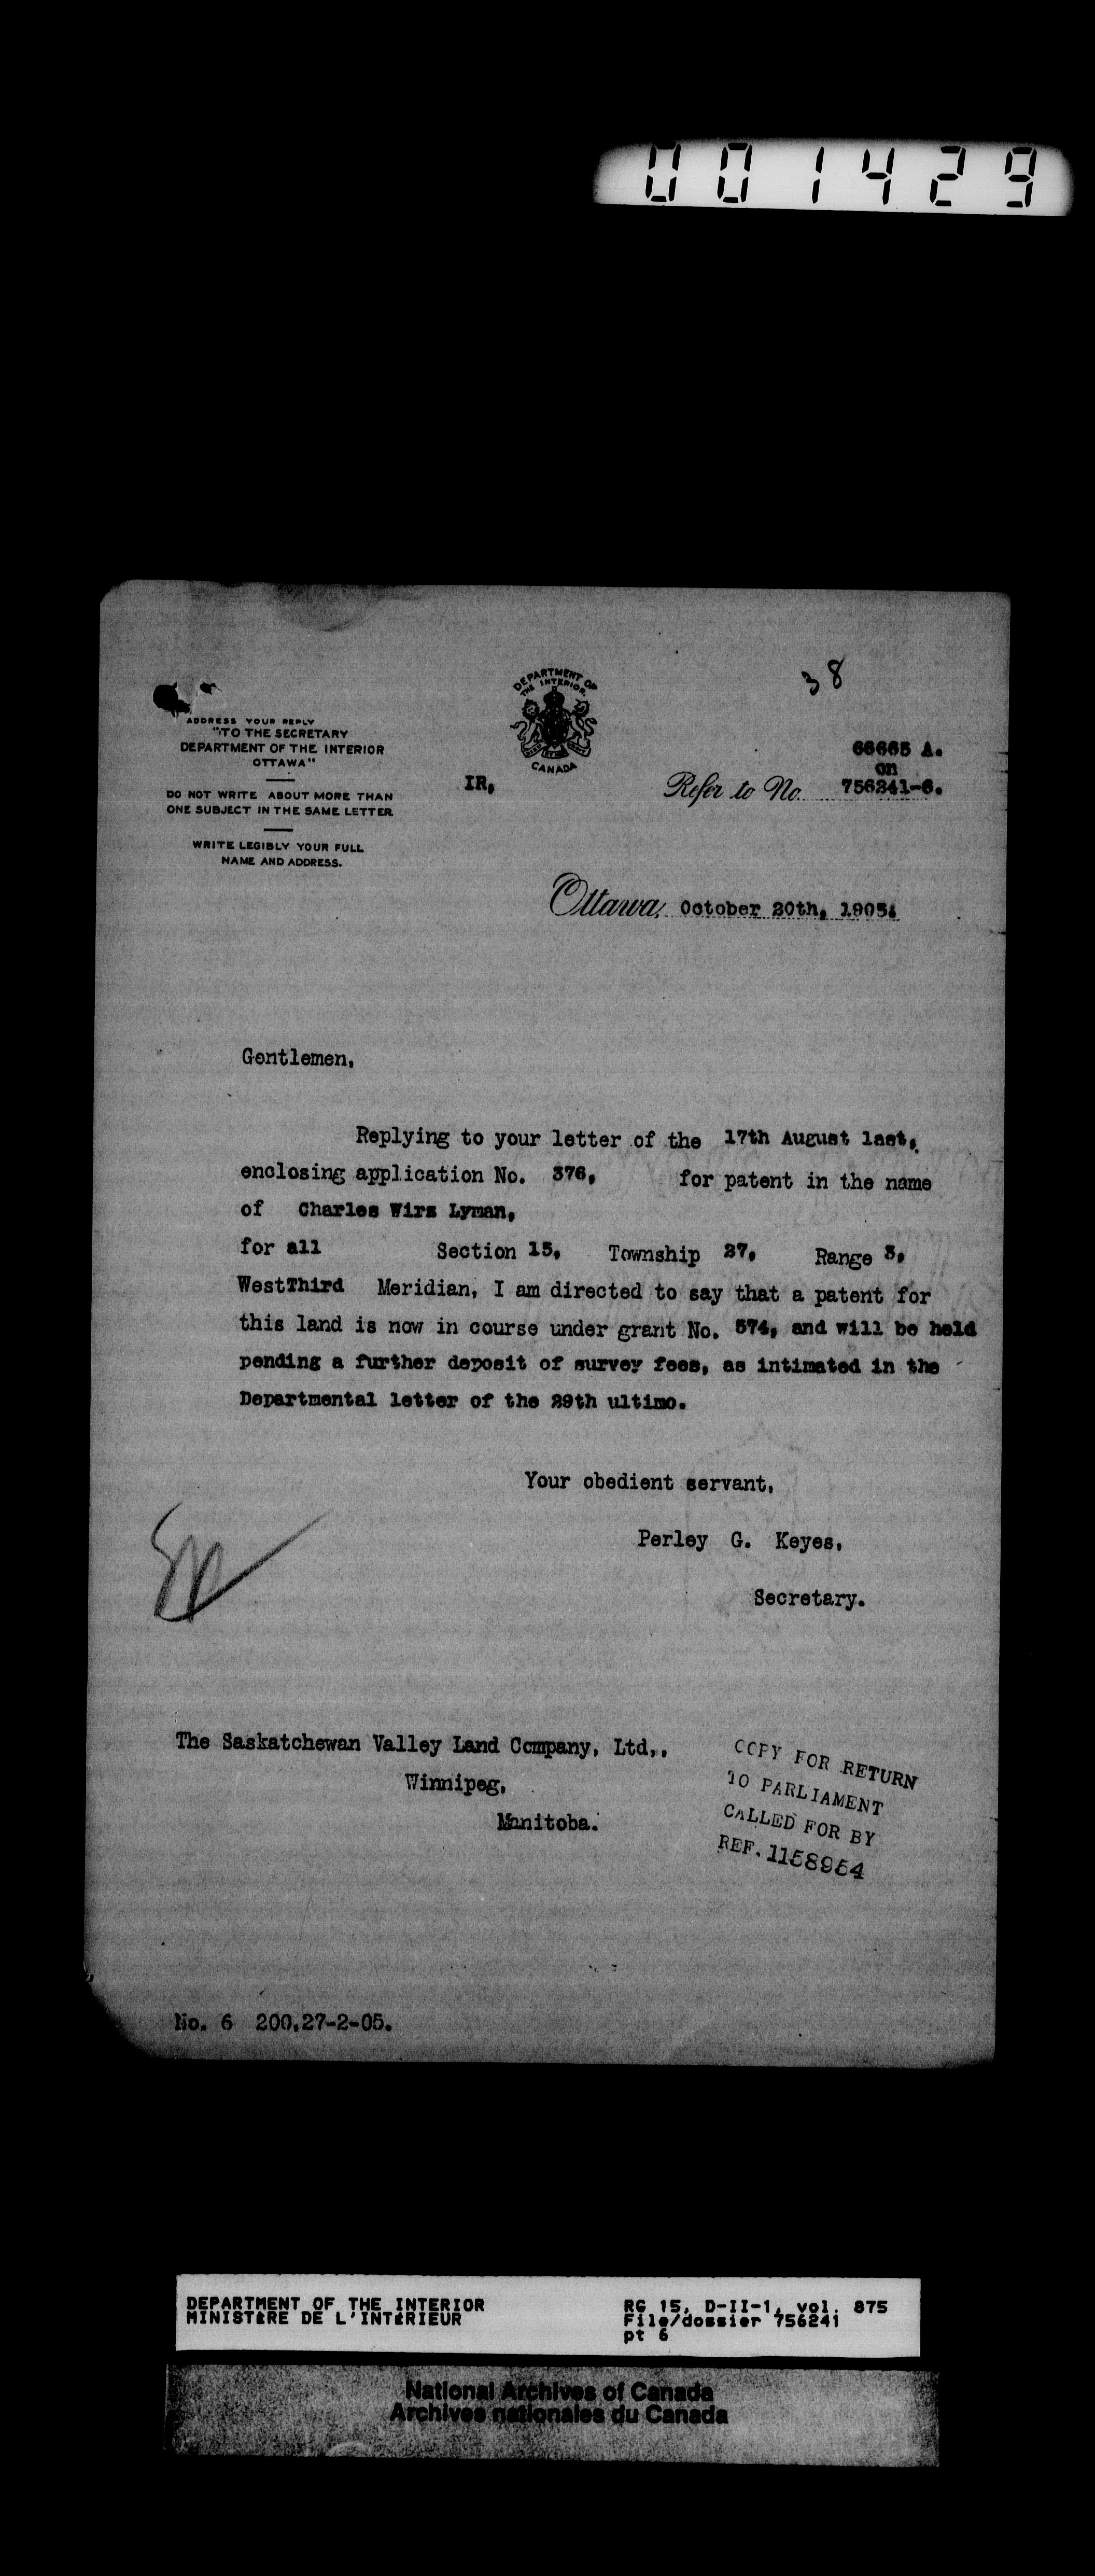 001429
38
DEPARTMENT OF
THE INTERIOR
CANADA
ADDRESS YOUR REPLY
"TO THE SECRETARY
DEPARTMENT OF THE INTERIOR
OTTAWA"
DO NOT WRITE ABOUT MORE THAN
ONE SUBJECT IN THE SAME LETTER
WRITE LEGIBLY YOUR FULL
NAME AND ADDRESS.
66665 A.
on
IR, Refer to No. 756241-6.
Ottawa, October 20th, 1905.
Gentlemen,
Replying to your letter of the 17th August last,
enclosing application No. 376, for patent in the name
of Charles Wirs Lyman,
for all Section 15, Township 27, Range 3,
WestThird Meridian, I am directed to say that a patent for
this land is now in course under grant No. 574, and will be held
pending a further deposit of survey fees, as intimated in the
Departmental letter of the 29th ultimo.
Your obedient servant,
Perley G. Keyes,
Secretary.
The Saskatchewan Valley Land Company, Ltd,.
Winnipeg,
Manitoba.
COPY FOR RETURN
TO PARLIAMENT
CALLED FOR BY
REF. 1158954
No. 6 200.27-2-05.
DEPARTMENT OF THE INTERIOR
MINISTÈRE DE L'INTÉRIEUR
RG 15, D-II-1, vol. 875
File/dossier 756241
pt 6
National Archives of Canada
Archives nationales du Canada